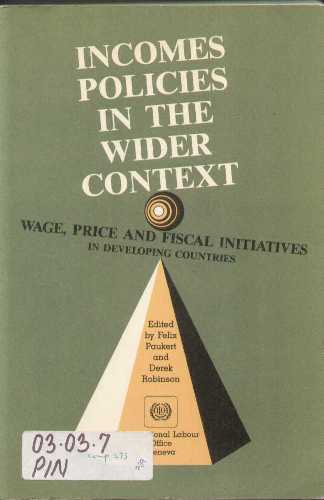 INCOMES
POLICIES
IN THE
WIDER
CONTEXT
WAGE, PRICE AND FISCAL INITIATIVES
IN DEVELOPING COUNTRIES
Edited
by Felix
Paukert
and
Derek
Robinson
ional Labour
Office
eneva
03.03.7
PIN